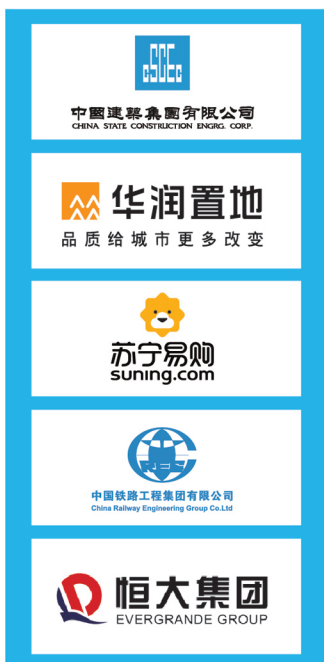 CSCEC
中國建築集團有限公司
CHINA STATE CONSTRUCTION ENGRG. CORP.
华润置地
品质给城市更多改变
苏宁易购
suning.com
CREC
中国铁路工程集团有限公司
China Railway Engineering Group Co.Ltd
恒大集团
EVERGRANDE GROUP